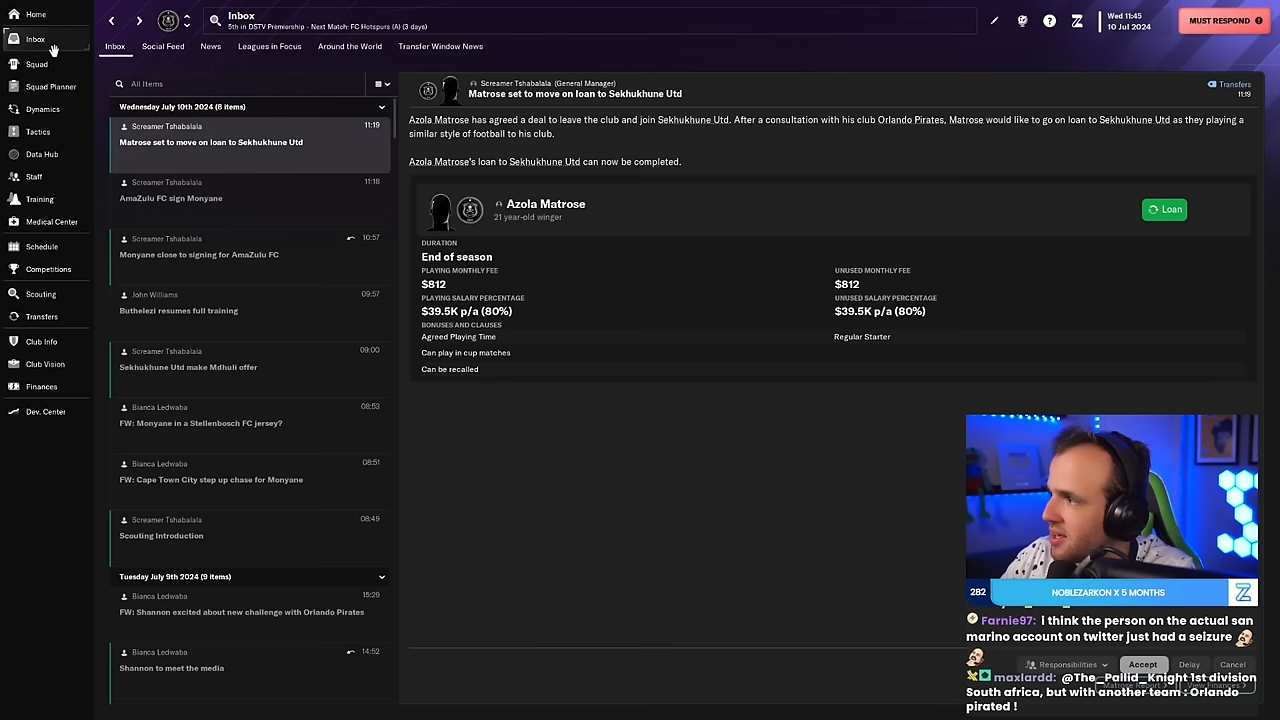 Home
Inbox
Squad
Squad Planner
Dynamics
Tactics
Data Hub
Staff
Training
Medical Center
Schedule
Competitions
Scouting
Transfers
Club Info
Club Vision
Finances
Dev. Center
Inbox
5th in DSTV Premiership - Next Match: FC Hotspurs (A) (3 days)
Wed 11:45
10 Jul 2024
MUST RESPOND
Inbox
Social Feed
News
Leagues in Focus
Around the World
Transfer Window News
All Items
Wednesday July 10th 2024 (8 items)
Screamer Tshabalala
11:19
Matrose set to move on loan to Sekhukhune Utd
Screamer Tshabalala
11:18
AmaZulu FC sign Monyane
Screamer Tshabalala
10:57
Monyane close to signing for AmaZulu FC
John Williams
09:57
Buthelezi resumes full training
Screamer Tshabalala
09:00
Sekhukhune Utd make Mdhuli offer
Bianca Ledwaba
08:53
FW: Monyane in a Stellenbosch FC jersey?
Bianca Ledwaba
08:51
FW: Cape Town City step up chase for Monyane
Screamer Tshabalala
08:49
Scouting Introduction
Tuesday July 9th 2024 (9 items)
Bianca Ledwaba
15:29
FW: Shannon excited about new challenge with Orlando Pirates
Bianca Ledwaba
14:52
Shannon to meet the media
Screamer Tshabalala (General Manager)
Matrose set to move on loan to Sekhukhune Utd
Transfers
11:19
Azola Matrose has agreed a deal to leave the club and join Sekhukhune Utd. After a consultation with his club Orlando Pirates, Matrose would like to go on loan to Sekhukhune Utd as they playing a
similar style of football to his club.
Azola Matrose's loan to Sekhukhune Utd can now be completed.
Azola Matrose
21 year-old winger
Loan
DURATION
End of season
PLAYING MONTHLY FEE
UNUSED MONTHLY FEE
$812
$812
PLAYING SALARY PERCENTAGE
UNUSED SALARY PERCENTAGE
$39.5K p/a (80%)
$39.5K p/a (80%)
BONUSES AND CLAUSES
Agreed Playing Time
Regular Starter
Can play in cup matches
Can be recalled
282
NOBLEZARKON X 5 MONTHS
Farnie97: i think the person on the actual san
marino account on twitter just had a seizure
Responsibilities
Accept
Delay
Cancel
maxlardd: @The_Pallid_Knight 1st division
Matrose Report
View Finances
South africa, but with another team : Orlando
pirated !